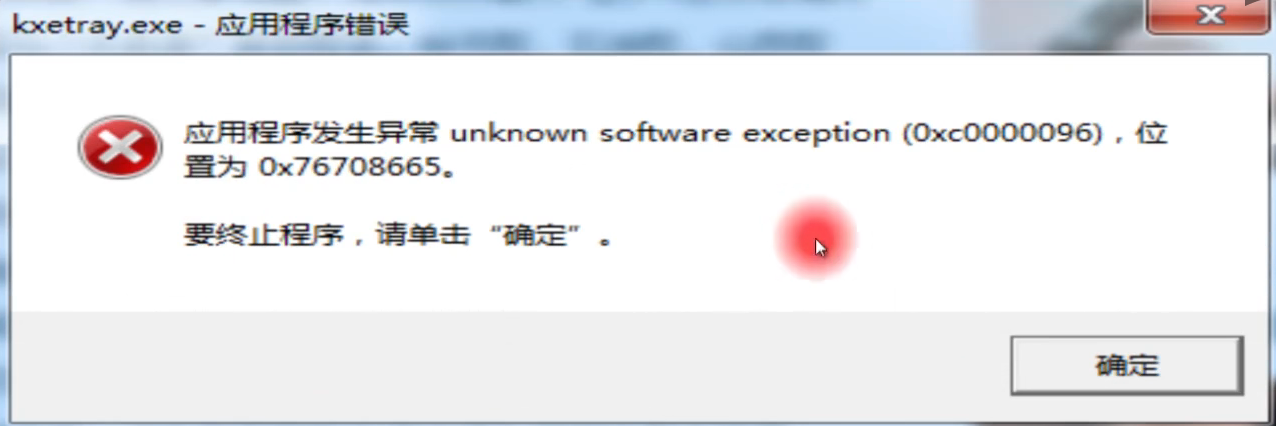 kxetray.exe - 应用程序错误
应用程序发生异常 unknown software exception (0xc0000096)，位
置为 0x76708665。
要终止程序，请单击“确定”。
确定